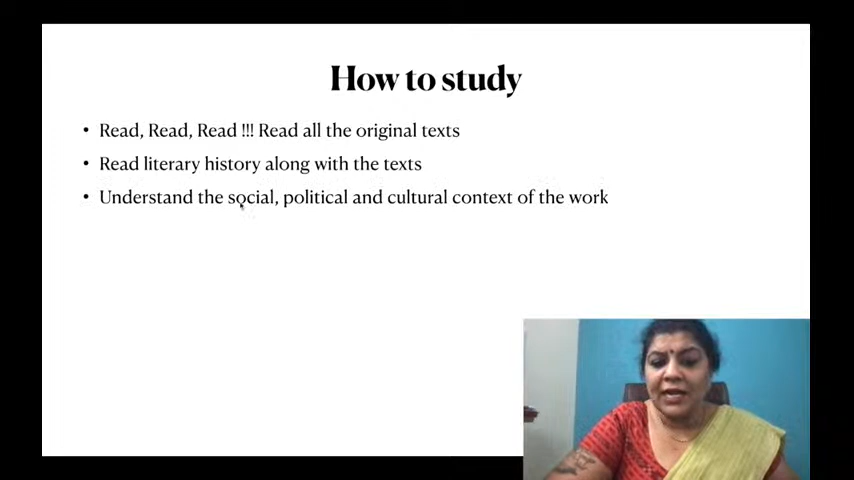 How to study
• Read, Read, Read !!! Read all the original texts
• Read literary history along with the texts
• Understand the social, political and cultural context of the work